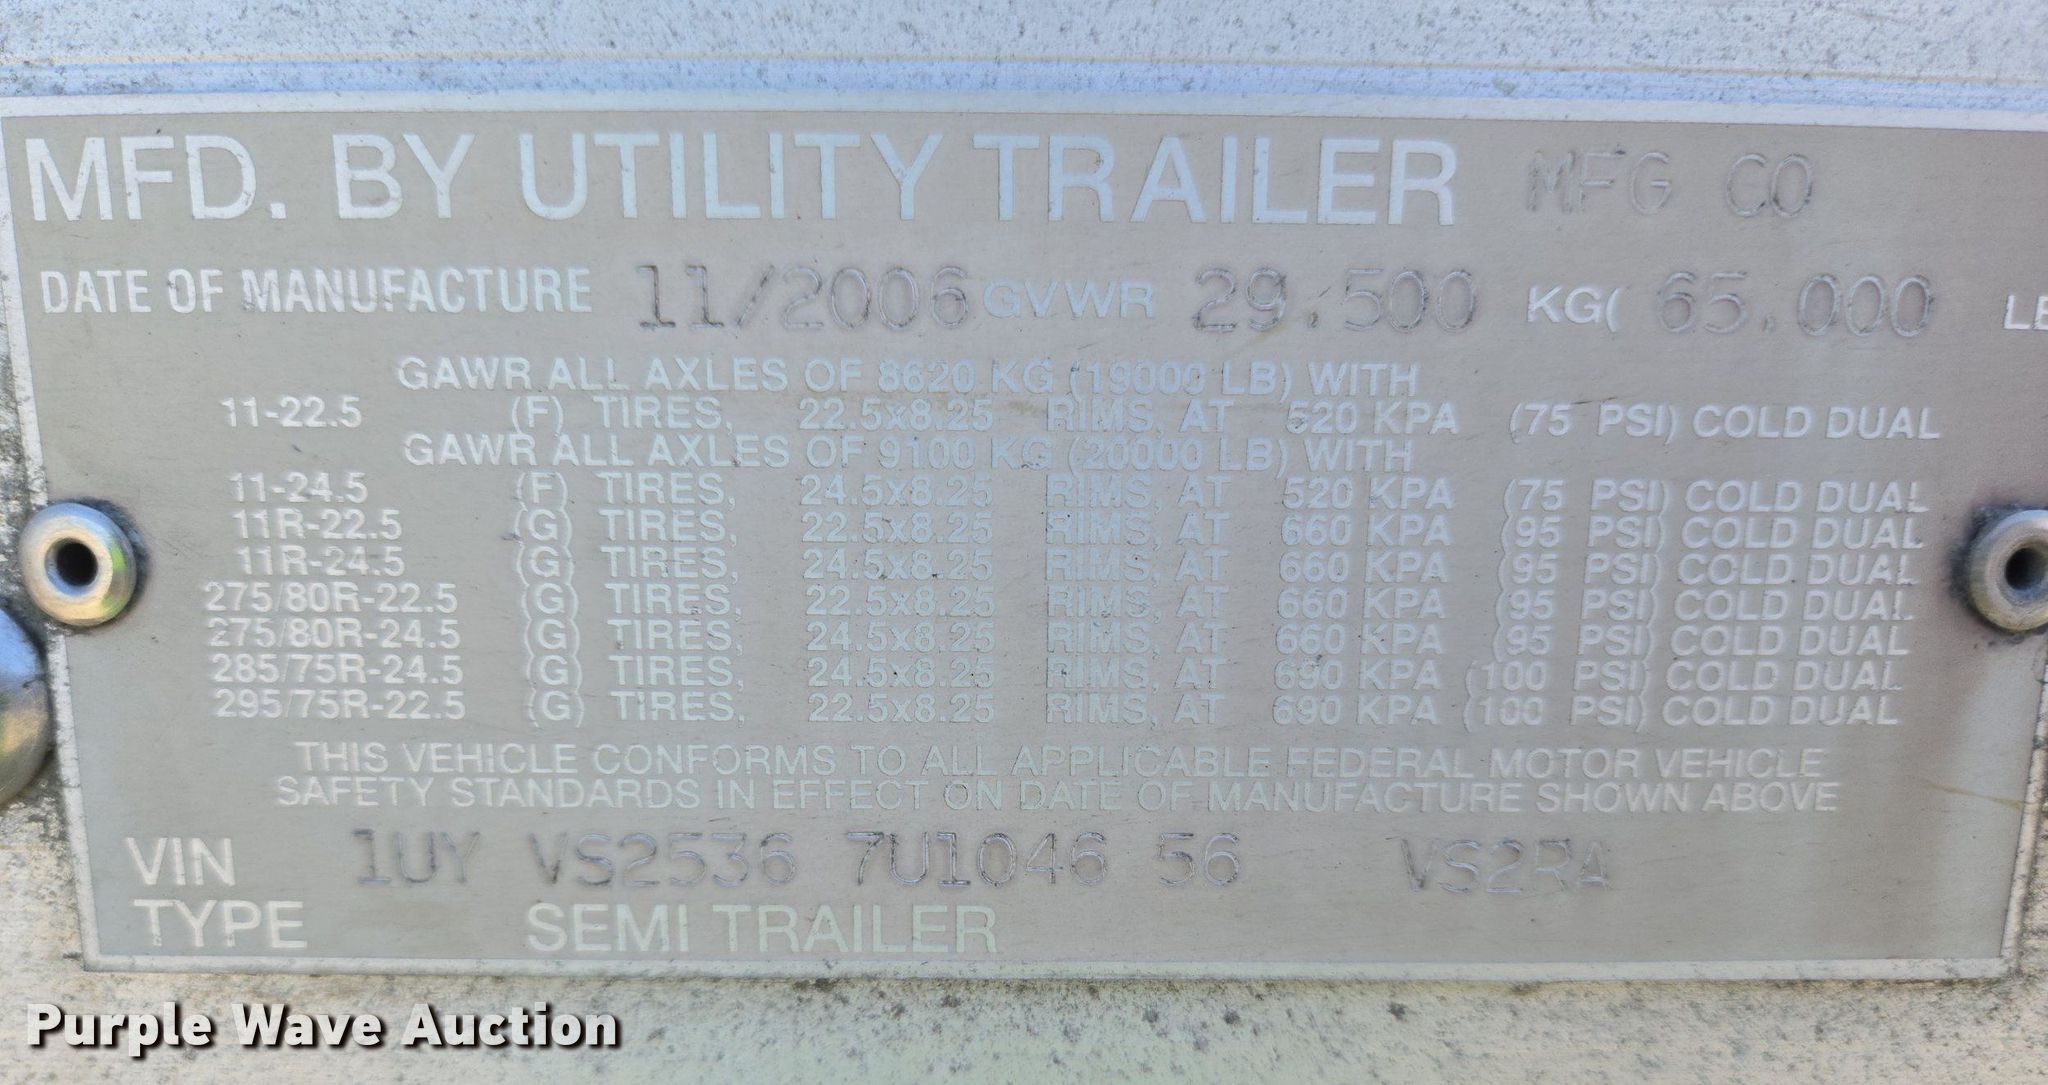 MFD. BY UTILITY TRAILER MFG CO
DATE OF MANUFACTURE 11/2006 GVWR 29,500 KG( 65,000 LB
GAWR ALL AXLES OF 8620 KG (19000 LB) WITH
11-22.5 (F) TIRES, 22.5x8.25 RIMS, AT 520 KPA (75 PSI) COLD DUAL
GAWR ALL AXLES OF 9100 KG (20000 LB) WITH
11-24.5 (F) TIRES, 24.5x8.25 RIMS, AT 520 KPA (75 PSI) COLD DUAL
11R-22.5 (G) TIRES, 22.5x8.25 RIMS, AT 660 KPA (95 PSI) COLD DUAL
11R-24.5 (G) TIRES, 24.5x8.25 RIMS, AT 660 KPA (95 PSI) COLD DUAL
275/80R-22.5 (G) TIRES, 22.5x8.25 RIMS, AT 660 KPA (95 PSI) COLD DUAL
275/80R-24.5 (G) TIRES, 24.5x8.25 RIMS, AT 660 KPA (95 PSI) COLD DUAL
285/75R-24.5 (G) TIRES, 24.5x8.25 RIMS, AT 690 KPA (100 PSI) COLD DUAL
295/75R-22.5 (G) TIRES, 22.5x8.25 RIMS, AT 690 KPA (100 PSI) COLD DUAL
THIS VEHICLE CONFORMS TO ALL APPLICABLE FEDERAL MOTOR VEHICLE
SAFETY STANDARDS IN EFFECT ON DATE OF MANUFACTURE SHOWN ABOVE
VIN 1UY VS2536 7U1046 56 VS2RA
TYPE SEMI TRAILER
Purple Wave Auction